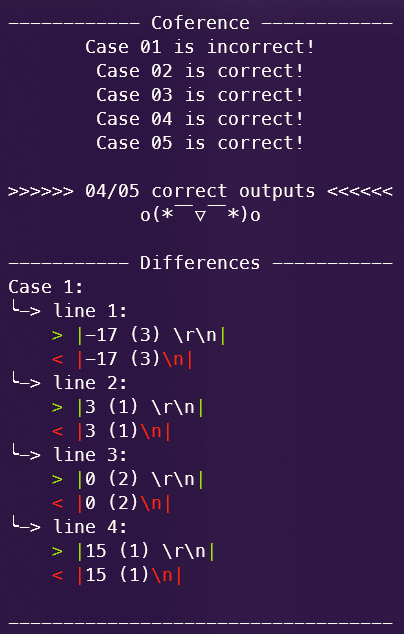 ———————————— Coference ————————————
Case 01 is incorrect!
Case 02 is correct!
Case 03 is correct!
Case 04 is correct!
Case 05 is correct!
>>>>>> 04/05 correct outputs <<<<<<
o(*￣▽￣*)o
——————————— Differences ———————————
Case 1:
╰—> line 1:
> |-17 (3) \r\n|
< |-17 (3)\n|
╰—> line 2:
> |3 (1) \r\n|
< |3 (1)\n|
╰—> line 3:
> |0 (2) \r\n|
< |0 (2)\n|
╰—> line 4:
> |15 (1) \r\n|
< |15 (1)\n|
———————————————————————————————————